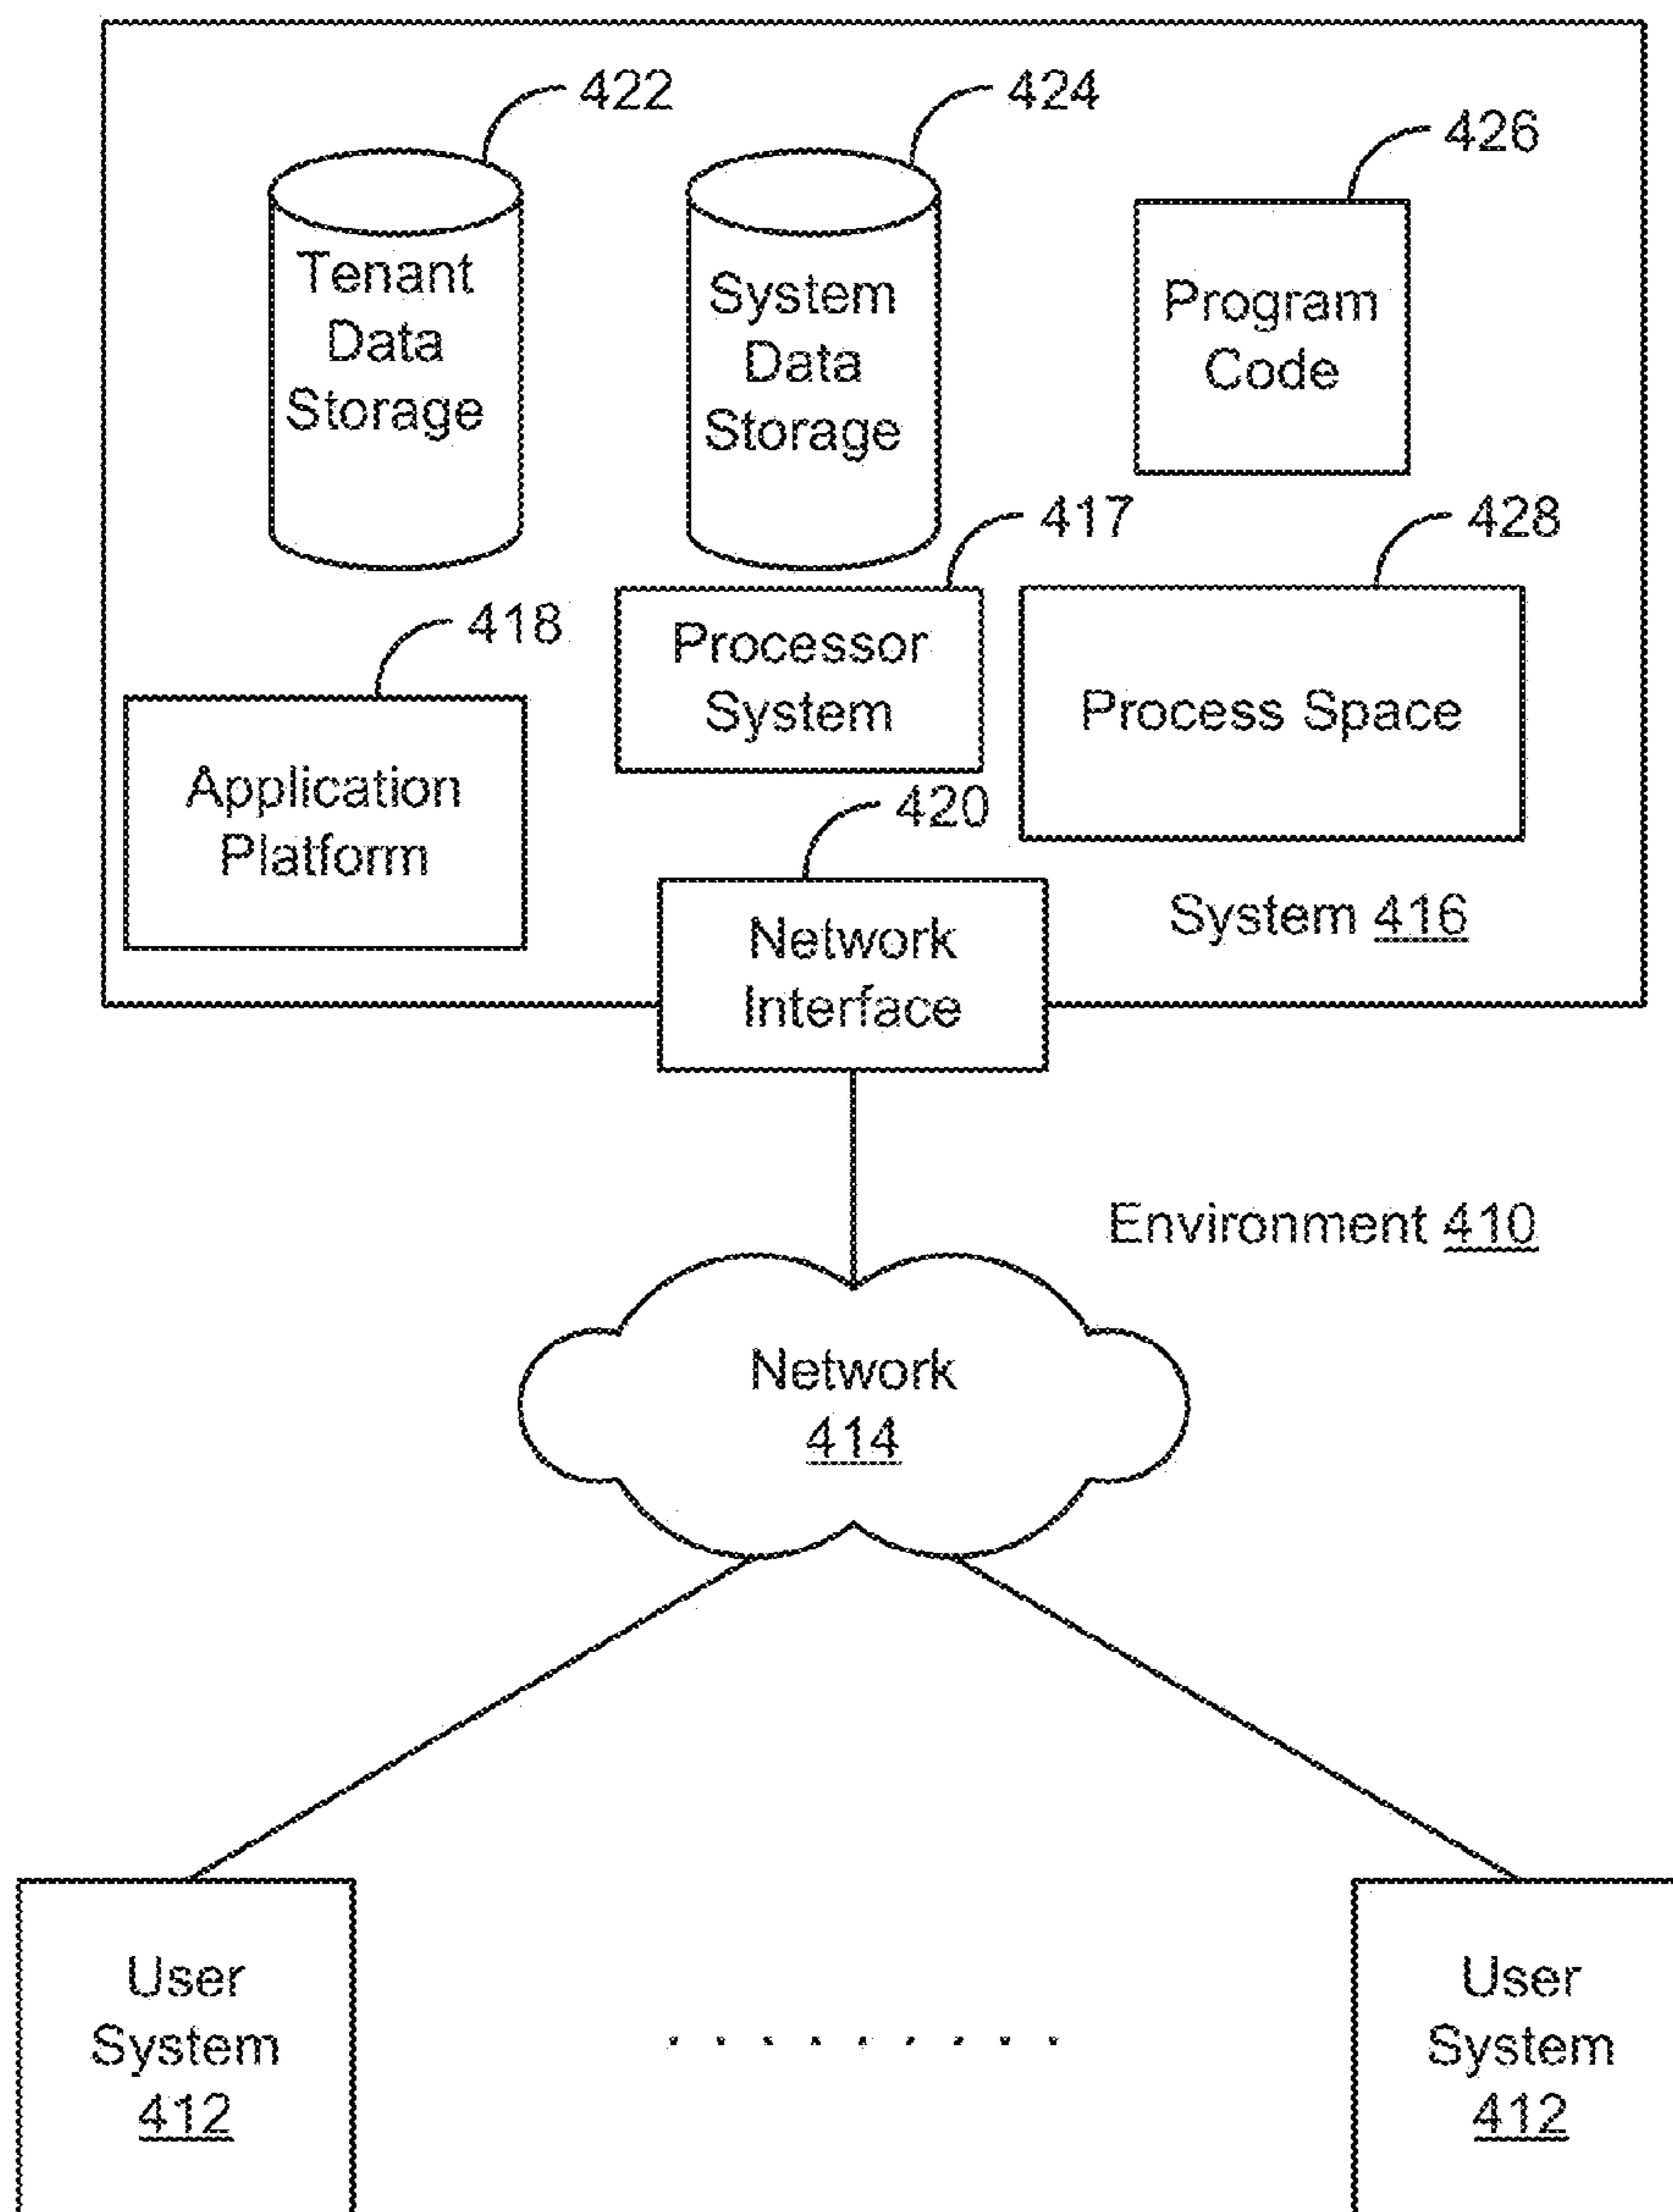 422
424
426
Tenant
Data
Storage
System
Data
Storage
Program
Code
417
428
418
Processor
System
Process Space
Application
Platform
420
System 416
Network
Interface
Environment 410
Network
414
User
System
412
User
System
412